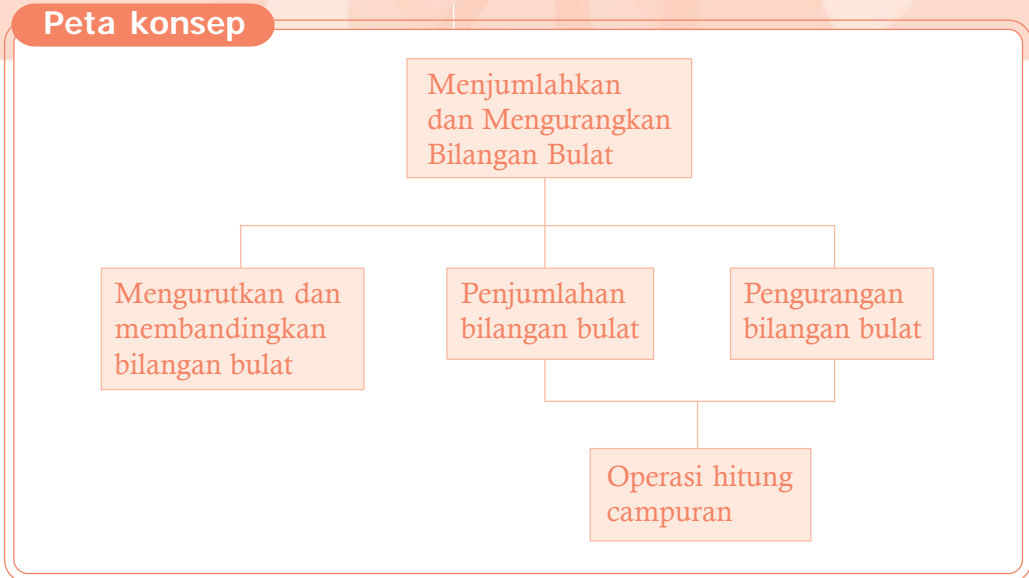 Peta konsep
Menjumlahkan
dan Mengurangkan
Bilangan Bulat
Mengurutkan dan
membandingkan
bilangan bulat
Penjumlahan
bilangan bulat
Pengurangan
bilangan bulat
Operasi hitung
campuran